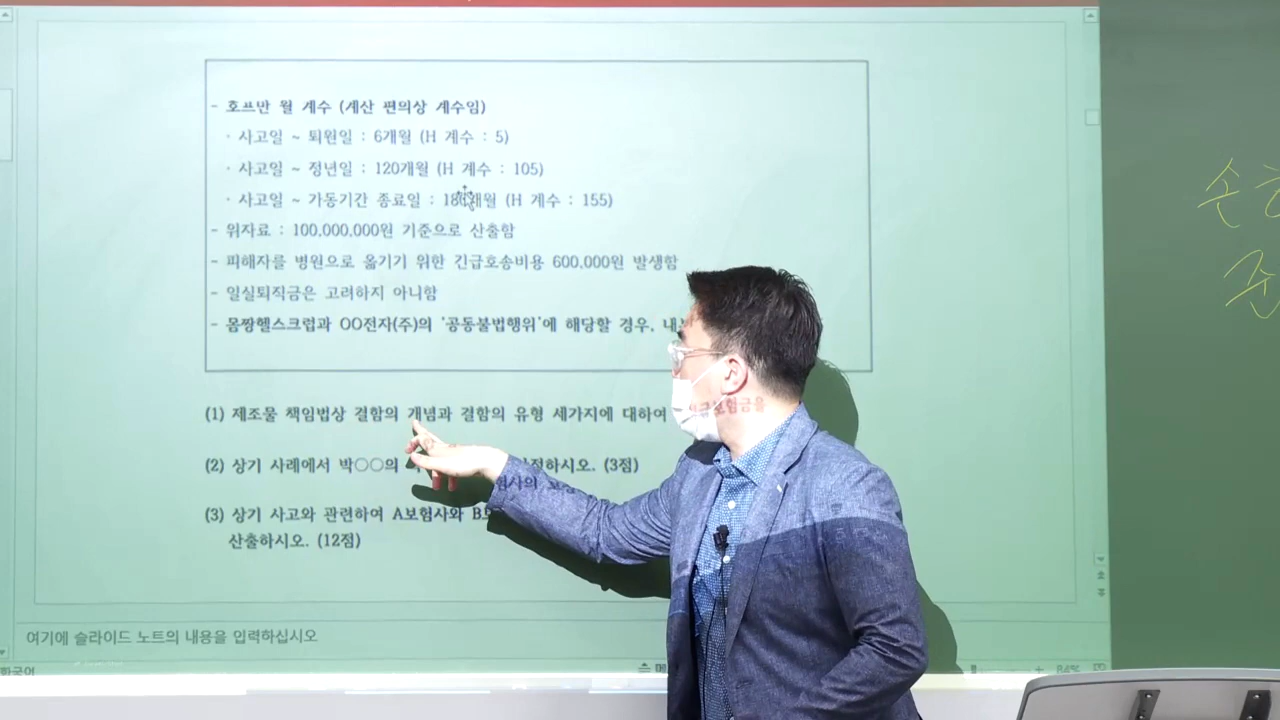 - 호프만 월 계수 (계산 편의상 계수임)
· 사고일 ~ 퇴원일 : 6개월 (H 계수 : 5)
· 사고일 ~ 정년일 : 120개월 (H 계수 : 105)
· 사고일 ~ 가동기간 종료일 : 180개월 (H 계수 : 155)
- 위자료 : 100,000,000원 기준으로 산출함
- 피해자를 병원으로 옮기기 위한 긴급호송비용 600,000원 발생함
- 일실퇴직금은 고려하지 아니함
- 몸짱헬스크럽과 OO전자(주)의 '공동불법행위'에 해당할 경우,
(1) 제조물 책임법상 결함의 개념과 결함의 유형 세가지에 대하여
(2) 상기 사례에서 박○○의 하시오. (3점)
(3) 상기 사고와 관련하여 A보험사와 지급보험금을
산출하시오. (12점)
여기에 슬라이드 노트의 내용을 입력하십시오
한국어
손
준